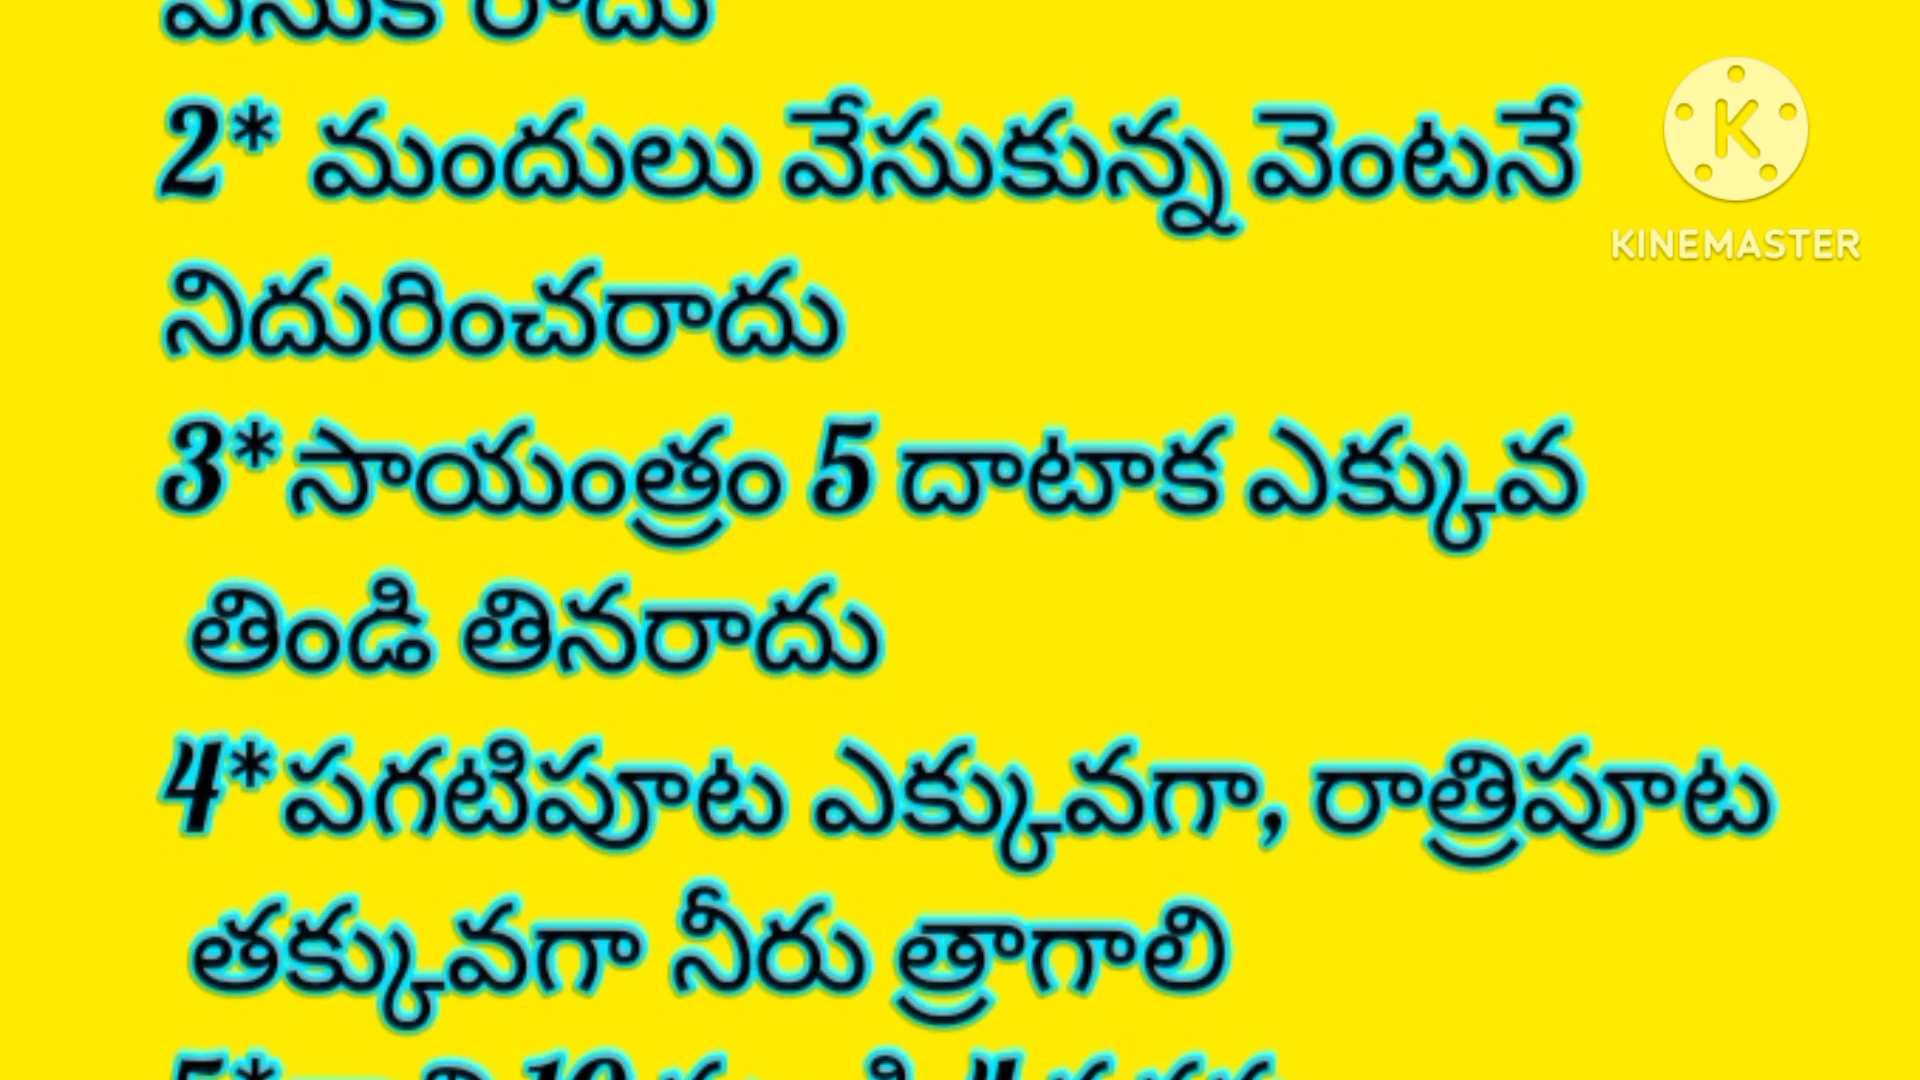 రాదు
2* మందులు వేసుకున్న వెంటనే
నిదురించరాదు
3*సాయంత్రం 5 దాటాక ఎక్కువ
తిండి తినరాదు
4*పగటిపూట ఎక్కువగా, రాత్రిపూట
తక్కువగా నీరు త్రాగాలి
KINEMASTER